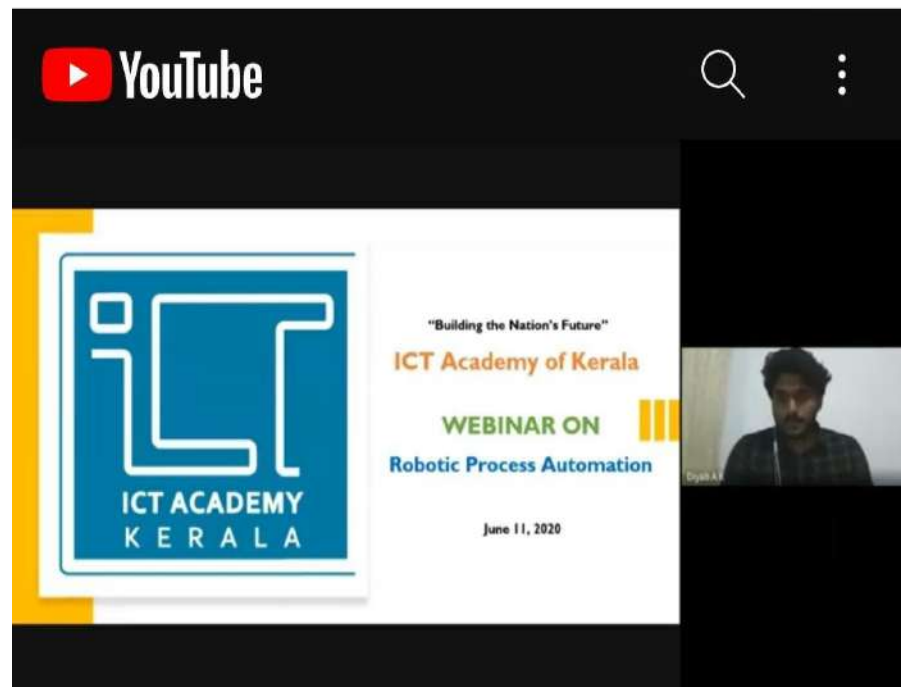 YouTube
ICT
ICT ACADEMY
KERALA
"Building the Nation's Future"
ICT Academy of Kerala
WEBINAR ON
Robotic Process Automation
June 11, 2020